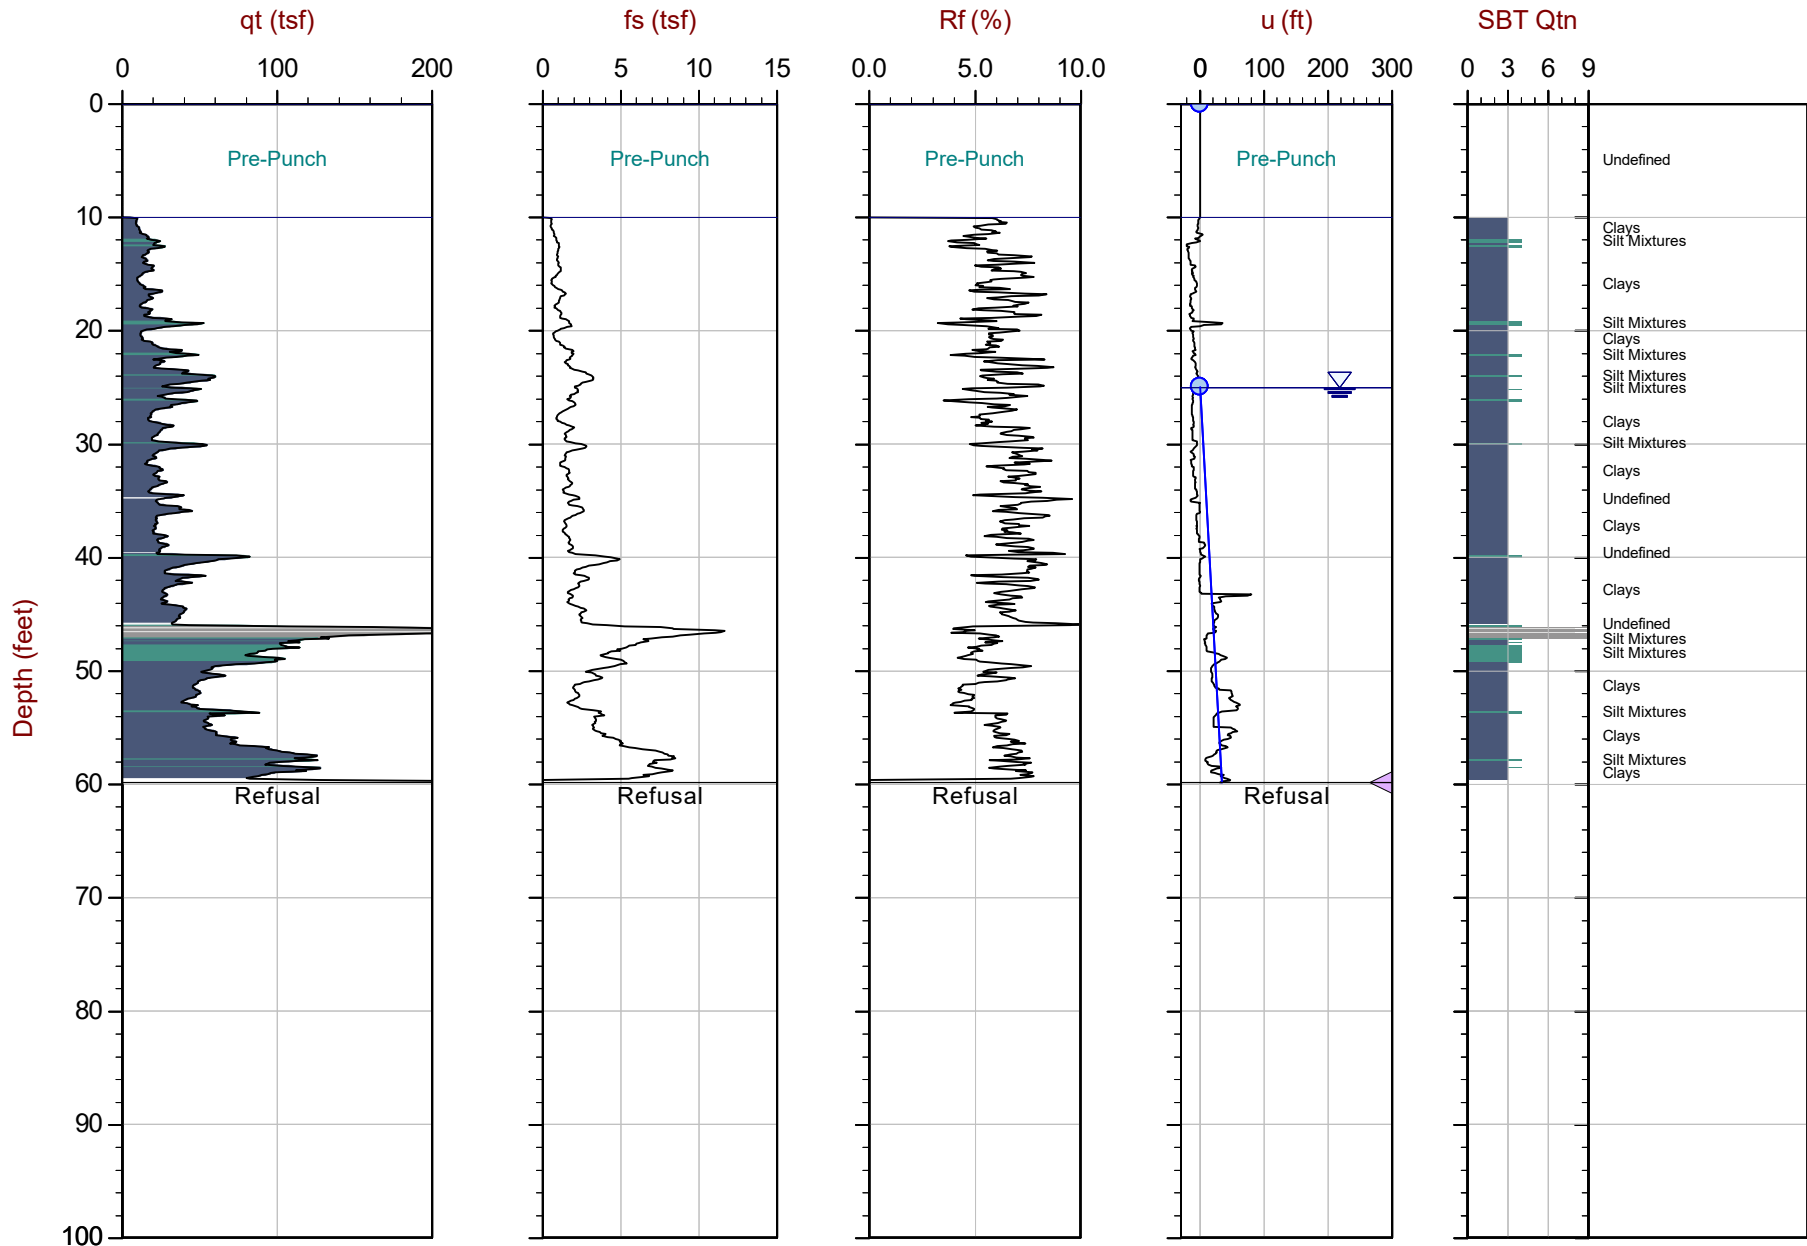 qt (tsf) fs (tsf) Rf (%) u (ft) SBT Qtn
0 100 200 0 5 10 15 0.0 5.0 10.0 0 100 200 300 0 3 6 9
0
Pre-Punch Pre-Punch Pre-Punch Pre-Punch Undefined
10
Clays
Silt Mixtures
Clays
Silt Mixtures
20
Clays
Silt Mixtures
Silt Mixtures
Silt Mixtures
Clays
30 Silt Mixtures
Clays
Undefined
Clays
40 Undefined
Clays
Undefined
Silt Mixtures
Silt Mixtures
50
Clays
Silt Mixtures
Clays
Silt Mixtures
Clays
60
Refusal Refusal Refusal Refusal
70
80
90
100
Depth (feet)